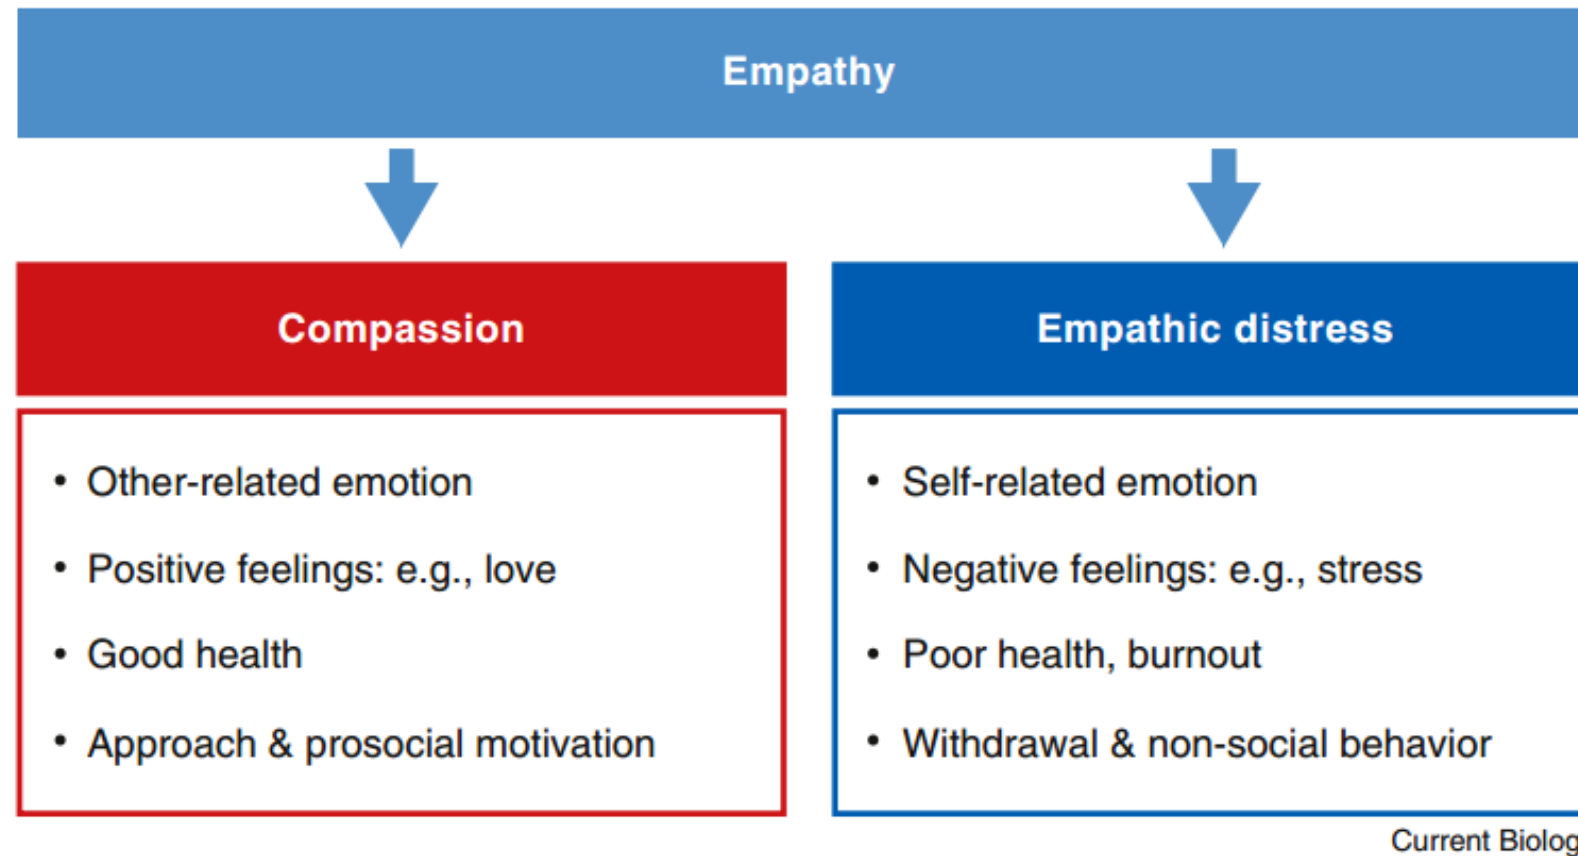 Empathy
Compassion
Empathic distress
• Other-related emotion
• Positive feelings: e.g., love
• Good health
• Approach & prosocial motivation
• Self-related emotion
• Negative feelings: e.g., stress
• Poor health, burnout
• Withdrawal & non-social behavior
Current Biolog